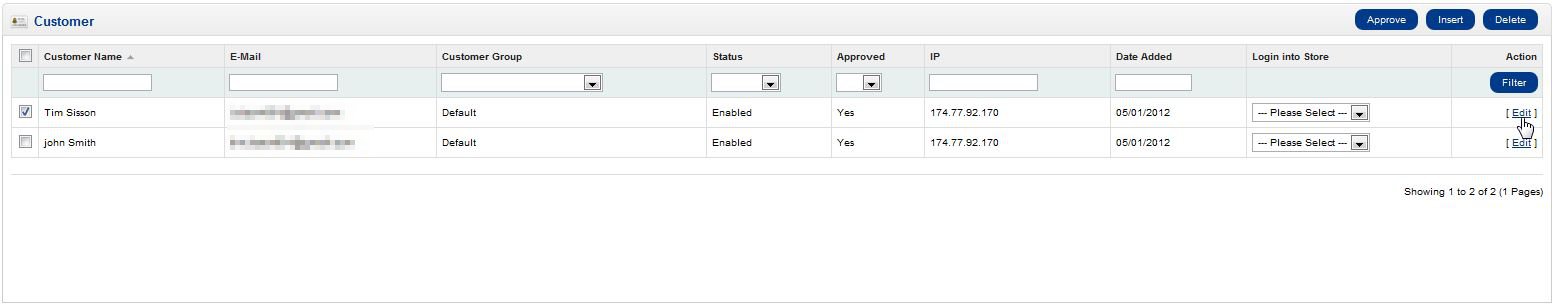 Customer
Approve Insert Delete
Customer Name E-Mail Customer Group Status Approved IP Date Added Login into Store Action
Filter
Tim Sisson Default Enabled Yes 174.77.92.170 05/01/2012 --- Please Select --- [ Edit ]
john Smith Default Enabled Yes 174.77.92.170 05/01/2012 --- Please Select --- [ Edit ]
Showing 1 to 2 of 2 (1 Pages)